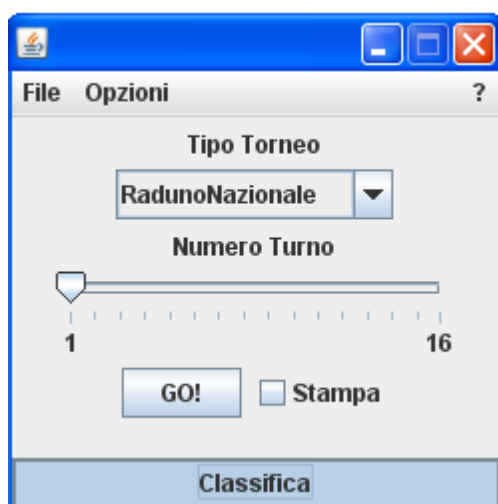 File Opzioni ?
Tipo Torneo
RadunoNazionale
Numero Turno
1 16
GO! Stampa
Classifica